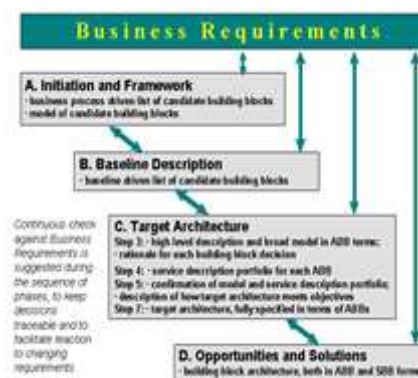 Business Requirements
A. Initiation and Framework
- business process driven list of candidate building blocks
- model of candidate building blocks
B. Baseline Description
- baseline driven list of candidate building blocks
C. Target Architecture
Step 3: - high level description and broad model in ABB terms;
- rationale for each building block decision
Step 4: - service description portfolio for each ABB
Step 5: - confirmation of model and service description portfolio;
- description of how target architecture meets objectives
Step 7: - target architecture, fully specified in terms of ABBs
Continuous check
against Business
Requirements is
suggested during
the sequence of
phases, to keep
decisions
traceable and to
facilitate reaction
to changing
requirements
D. Opportunities and Solutions
- building block architecture, both in ABB and SBB terms